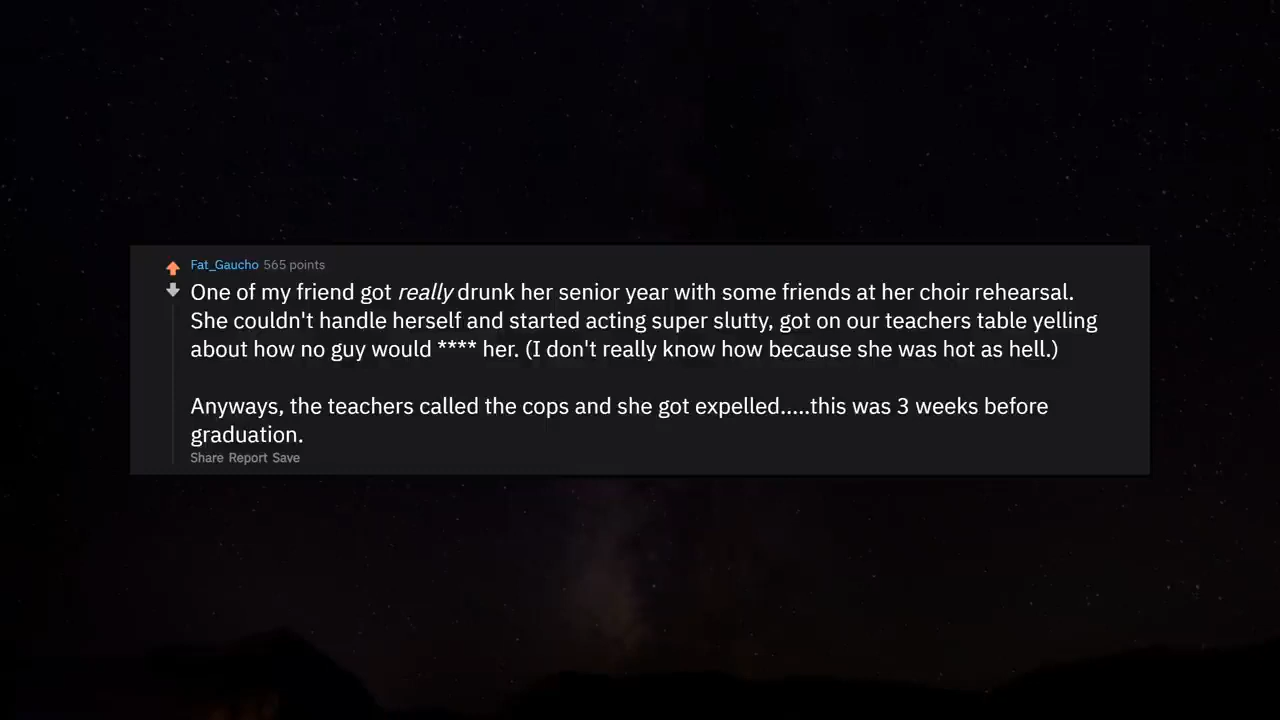 Fat_Gaucho 565 points
One of my friend got really drunk her senior year with some friends at her choir rehearsal.
She couldn't handle herself and started acting super slutty, got on our teachers table yelling
about how no guy would **** her. (I don't really know how because she was hot as hell.)
Anyways, the teachers called the cops and she got expelled.....this was 3 weeks before
graduation.
Share Report Save